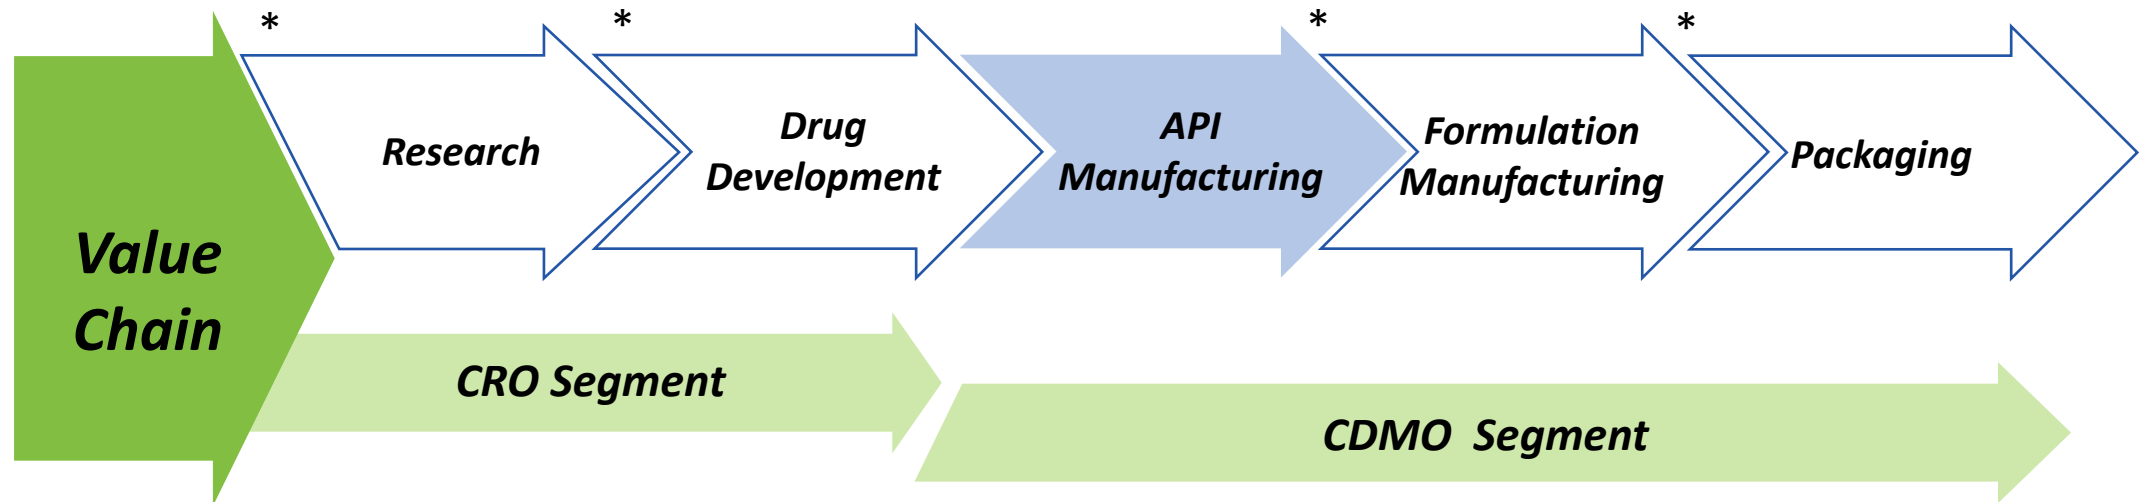 *
*
*
*
Research
Drug
Development
API
Manufacturing
Formulation
Manufacturing
Packaging
Value
Chain
CRO Segment
CDMO  Segment